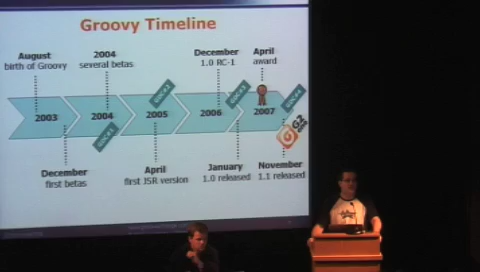 Groovy Timeline
August
birth of Groovy
2004
several betas
December
1.0 RC-1
April
award
2003
2004
2005
2006
2007
G2
December
first betas
April
first JSR version
January
1.0 released
November
1.1 released